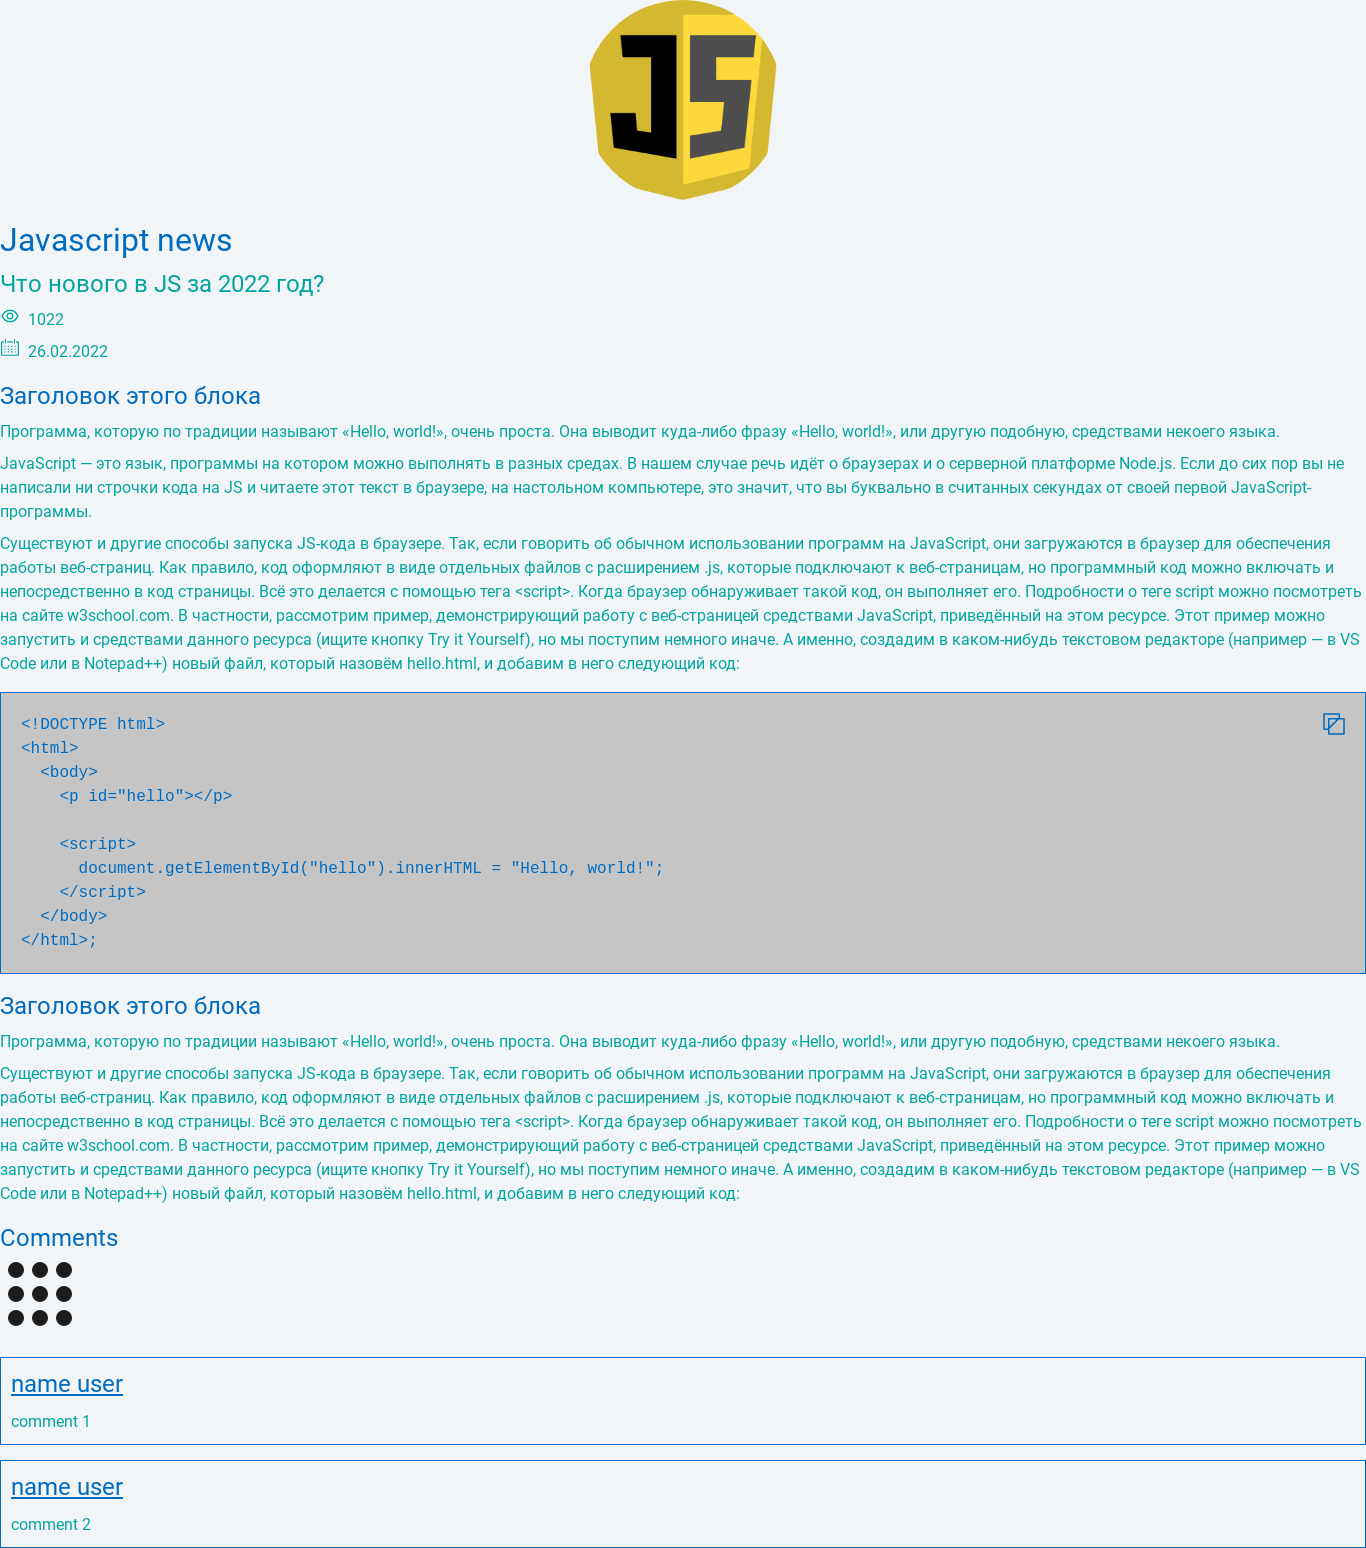 JS
Javascript news
Что нового в JS за 2022 год?
1022
26.02.2022
Заголовок этого блока
Программа, которую по традиции называют «Hello, world!», очень проста. Она выводит куда-либо фразу «Hello, world!», или другую подобную, средствами некоего языка.
JavaScript — это язык, программы на котором можно выполнять в разных средах. В нашем случае речь идёт о браузерах и о серверной платформе Node.js. Если до сих пор вы не
написали ни строчки кода на JS и читаете этот текст в браузере, на настольном компьютере, это значит, что вы буквально в считанных секундах от своей первой JavaScript-
программы.
Существуют и другие способы запуска JS-кода в браузере. Так, если говорить об обычном использовании программ на JavaScript, они загружаются в браузер для обеспечения
работы веб-страниц. Как правило, код оформляют в виде отдельных файлов с расширением .js, которые подключают к веб-страницам, но программный код можно включать и
непосредственно в код страницы. Всё это делается с помощью тега <script>. Когда браузер обнаруживает такой код, он выполняет его. Подробности о теге script можно посмотреть
на сайте w3school.com. В частности, рассмотрим пример, демонстрирующий работу с веб-страницей средствами JavaScript, приведённый на этом ресурсе. Этот пример можно
запустить и средствами данного ресурса (ищите кнопку Try it Yourself), но мы поступим немного иначе. А именно, создадим в каком-нибудь текстовом редакторе (например — в VS
Code или в Notepad++) новый файл, который назовём hello.html, и добавим в него следующий код:
<!DOCTYPE html>
<html>
  <body>
    <p id="hello"></p>
    <script>
      document.getElementById("hello").innerHTML = "Hello, world!";
    </script>
  </body>
</html>;
Заголовок этого блока
Программа, которую по традиции называют «Hello, world!», очень проста. Она выводит куда-либо фразу «Hello, world!», или другую подобную, средствами некоего языка.
Существуют и другие способы запуска JS-кода в браузере. Так, если говорить об обычном использовании программ на JavaScript, они загружаются в браузер для обеспечения
работы веб-страниц. Как правило, код оформляют в виде отдельных файлов с расширением .js, которые подключают к веб-страницам, но программный код можно включать и
непосредственно в код страницы. Всё это делается с помощью тега <script>. Когда браузер обнаруживает такой код, он выполняет его. Подробности о теге script можно посмотреть
на сайте w3school.com. В частности, рассмотрим пример, демонстрирующий работу с веб-страницей средствами JavaScript, приведённый на этом ресурсе. Этот пример можно
запустить и средствами данного ресурса (ищите кнопку Try it Yourself), но мы поступим немного иначе. А именно, создадим в каком-нибудь текстовом редакторе (например — в VS
Code или в Notepad++) новый файл, который назовём hello.html, и добавим в него следующий код:
Comments
name user
comment 1
name user
comment 2